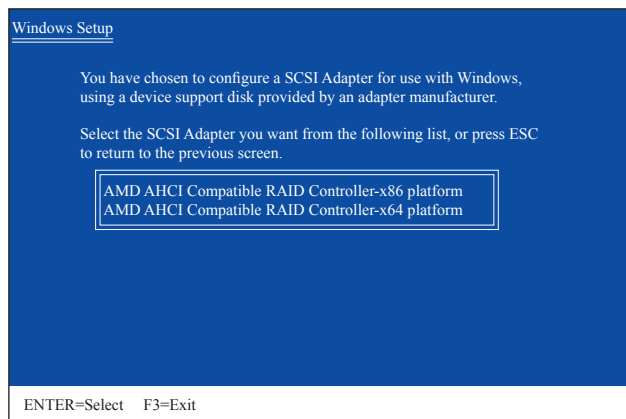 Windows Setup
You have chosen to configure a SCSI Adapter for use with Windows,
using a device support disk provided by an adapter manufacturer.
Select the SCSI Adapter you want from the following list, or press ESC
to return to the previous screen.
AMD AHCI Compatible RAID Controller-x86 platform
AMD AHCI Compatible RAID Controller-x64 platform
ENTER=Select F3=Exit